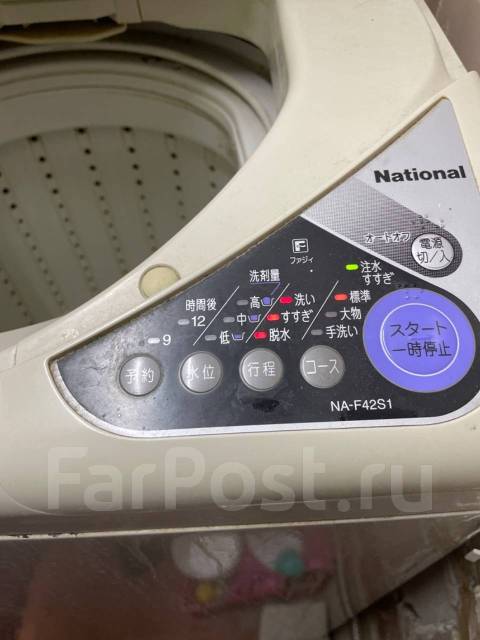 National
オートオフ
電源
切/入
F
ファジィ
洗剤量
注水
すすぎ
時間後
高
洗い
標準
12
中
すすぎ
大物
9
低
脱水
手洗い
スタート
一時停止
予約
水位
行程
コース
NA-F42S1
FarPost.ru